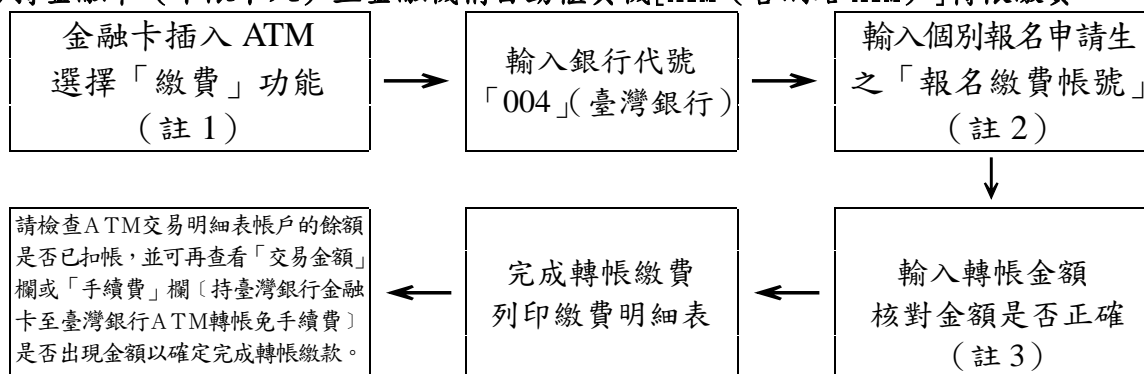 金融卡插入 ATM
選擇「繳費」功能
（註 1）
輸入銀行代號
「004」（臺灣銀行）
輸入個別報名申請生
之「報名繳費帳號」
（註 2）
輸入轉帳金額
核對金額是否正確
（註 3）
完成轉帳繳費
列印繳費明細表
請檢查ATM交易明細表帳戶的餘額
是否已扣帳，並可再查看「交易金額」
欄或「手續費」欄〔持臺灣銀行金融
卡至臺灣銀行ATM轉帳免手續費〕
是否出現金額以確定完成轉帳繳款。